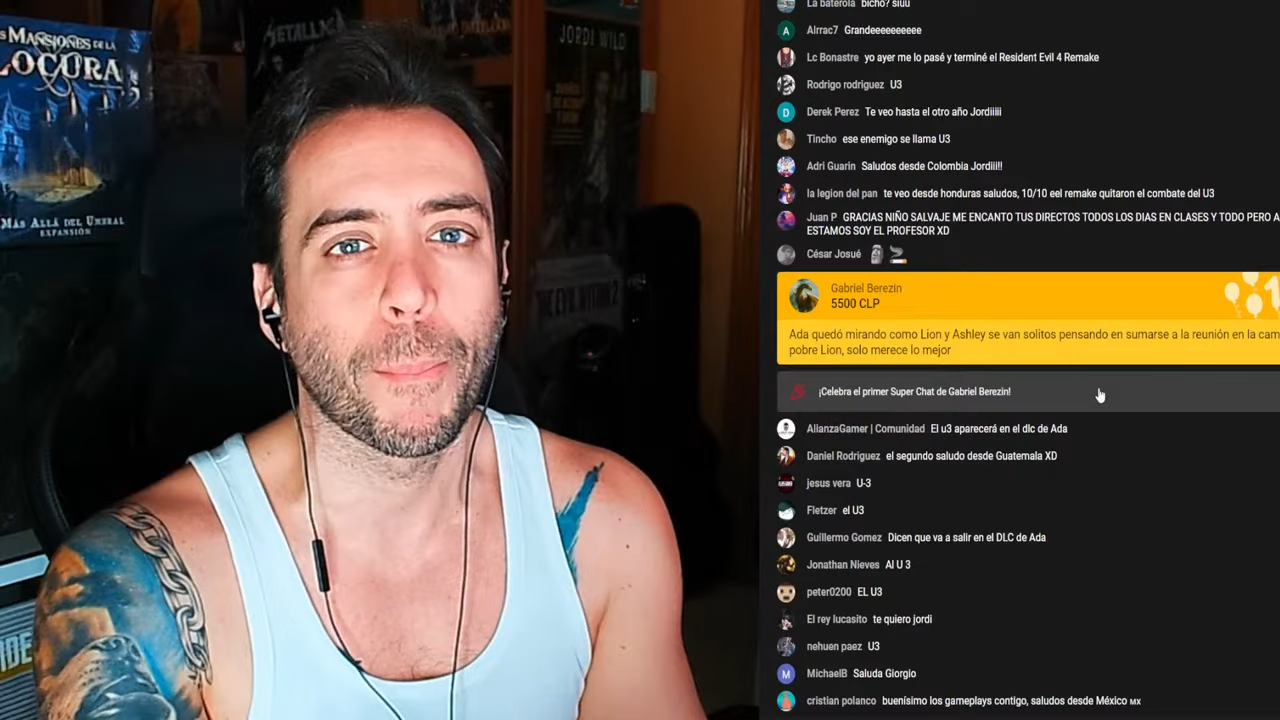 S MANSIONES DE LA
LOCURA
MÁS ALLÁ DEL UMBRAL
EXPANSIÓN
METALLICA
JORDI WILD
THE EVIL WITHIN 2
La baterola bicho? siuu
A
Alrrac7 Grandeeeeeeeeee
Lc Bonastre yo ayer me lo pasé y terminé el Resident Evil 4 Remake
Rodrigo rodriguez U3
D
Derek Perez Te veo hasta el otro año Jordiiiii
Tincho ese enemigo se llama U3
Adri Guarin Saludos desde Colombia Jordiii!!
la legion del pan te veo desde honduras saludos, 10/10 eel remake quitaron el combate del U3
Juan P GRACIAS NIÑO SALVAJE ME ENCANTO TUS DIRECTOS TODOS LOS DIAS EN CLASES Y TODO PERO A
ESTAMOS SOY EL PROFESOR XD
César Josué 🗿 🚬
Gabriel Berezin
5500 CLP
1
Ada quedó mirando como Lion y Ashley se van solitos pensando en sumarse a la reunión en la cam
pobre Lion, solo merece lo mejor
¡Celebra el primer Super Chat de Gabriel Berezin!
AlianzaGamer | Comunidad El u3 aparecerá en el dlc de Ada
Daniel Rodriguez el segundo saludo desde Guatemala XD
jesus vera U-3
Fletzer el U3
Guillermo Gomez Dicen que va a salir en el DLC de Ada
Jonathan Nieves Al U 3
peter0200 EL U3
El rey lucasito te quiero jordi
nehuen paez U3
M
MichaelB Saluda Giorgio
cristian polanco buenísimo los gameplays contigo, saludos desde México MX